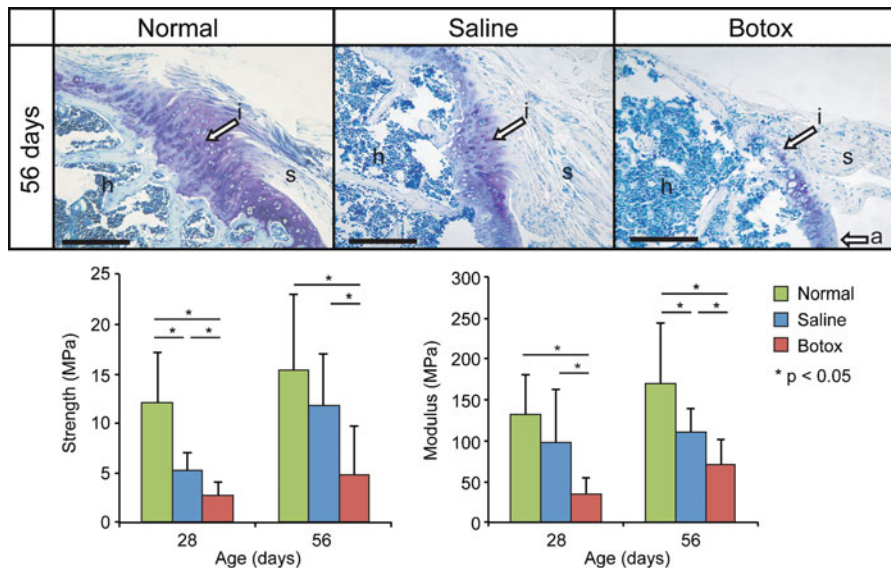 Normal Saline Botox
56 days
i h s
i h s
i h s a
25
20
15
10
5
0
Strength (MPa)
* * *
* *
28 56
Age (days)
300
250
200
150
100
50
0
Modulus (MPa)
* *
* * *
28 56
Age (days)
Normal
Saline
Botox
* p < 0.05